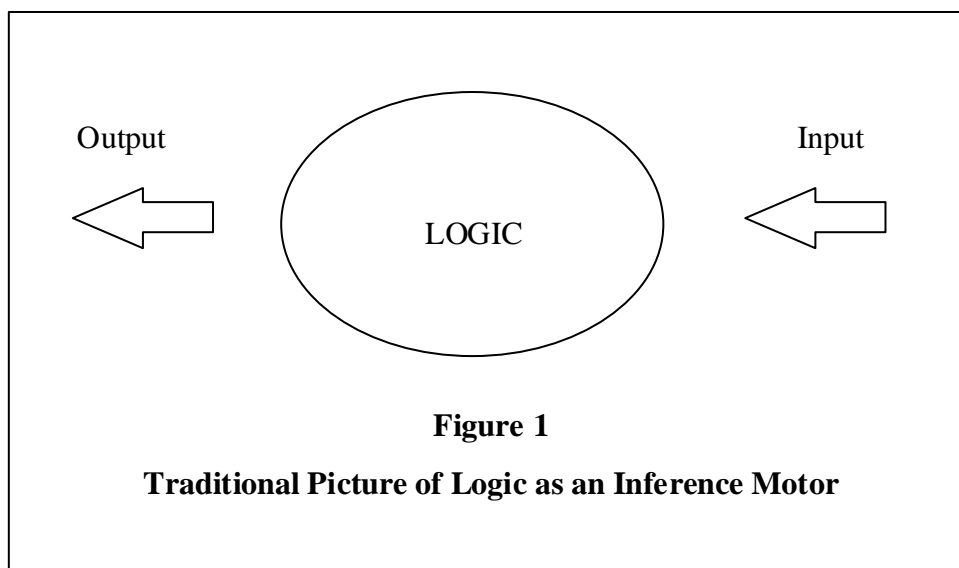 Output
Input
LOGIC
Figure 1
Traditional Picture of Logic as an Inference Motor